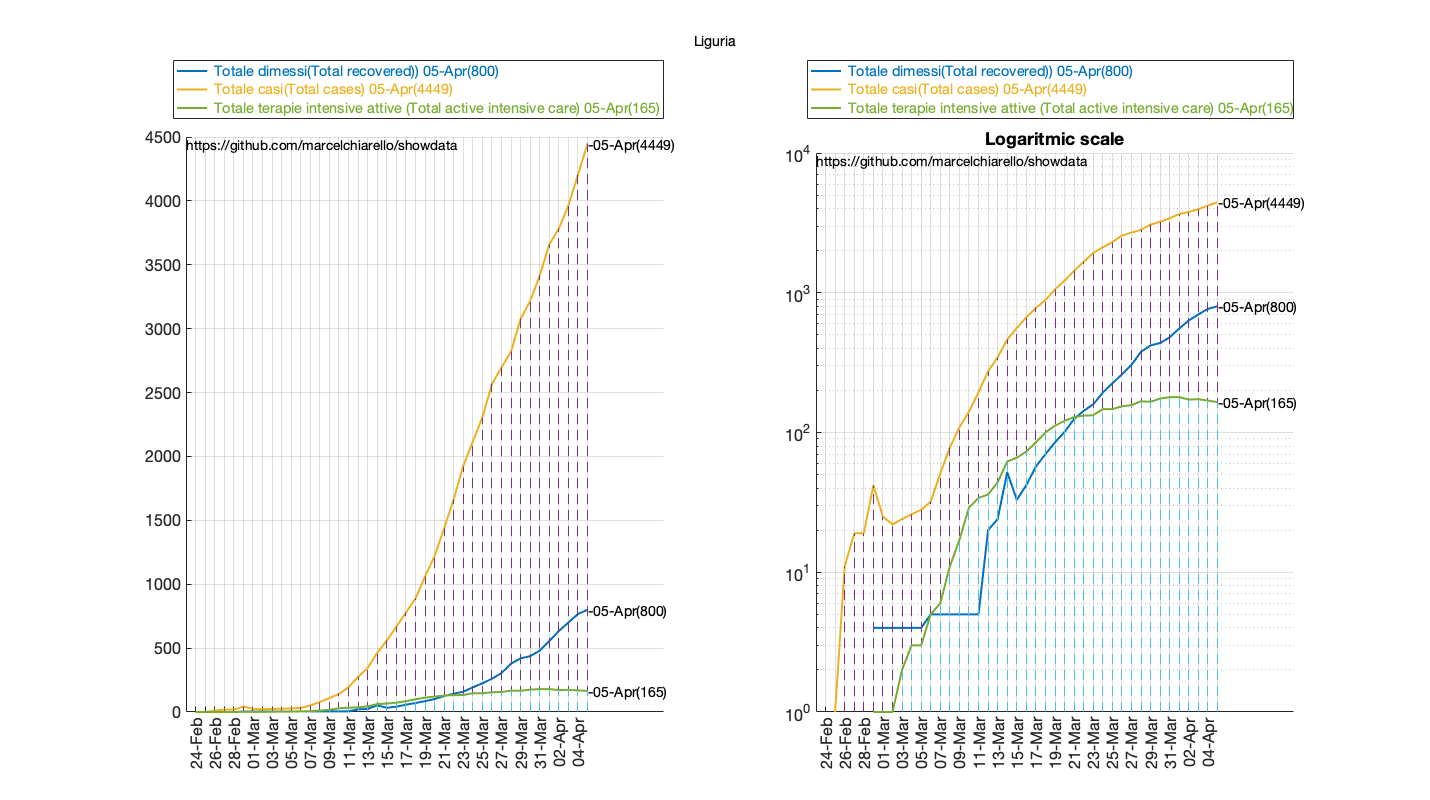 Liguria
Totale dimessi(Total recovered)) 05-Apr(800)
Totale casi(Total cases) 05-Apr(4449)
Totale terapie intensive attive (Total active intensive care) 05-Apr(165)
https://github.com/marcelchiarello/showdata
4500
4000
3500
3000
2500
2000
1500
1000
500
0
-05-Apr(4449)
-05-Apr(800)
-05-Apr(165)
24-Feb
26-Feb
28-Feb
01-Mar
03-Mar
05-Mar
07-Mar
09-Mar
11-Mar
13-Mar
15-Mar
17-Mar
19-Mar
21-Mar
23-Mar
25-Mar
27-Mar
29-Mar
31-Mar
02-Apr
04-Apr
Totale dimessi(Total recovered)) 05-Apr(800)
Totale casi(Total cases) 05-Apr(4449)
Totale terapie intensive attive (Total active intensive care) 05-Apr(165)
Logaritmic scale
https://github.com/marcelchiarello/showdata
10^4
10^3
10^2
10^1
10^0
-05-Apr(4449)
-05-Apr(800)
-05-Apr(165)
24-Feb
26-Feb
28-Feb
01-Mar
03-Mar
05-Mar
07-Mar
09-Mar
11-Mar
13-Mar
15-Mar
17-Mar
19-Mar
21-Mar
23-Mar
25-Mar
27-Mar
29-Mar
31-Mar
02-Apr
04-Apr